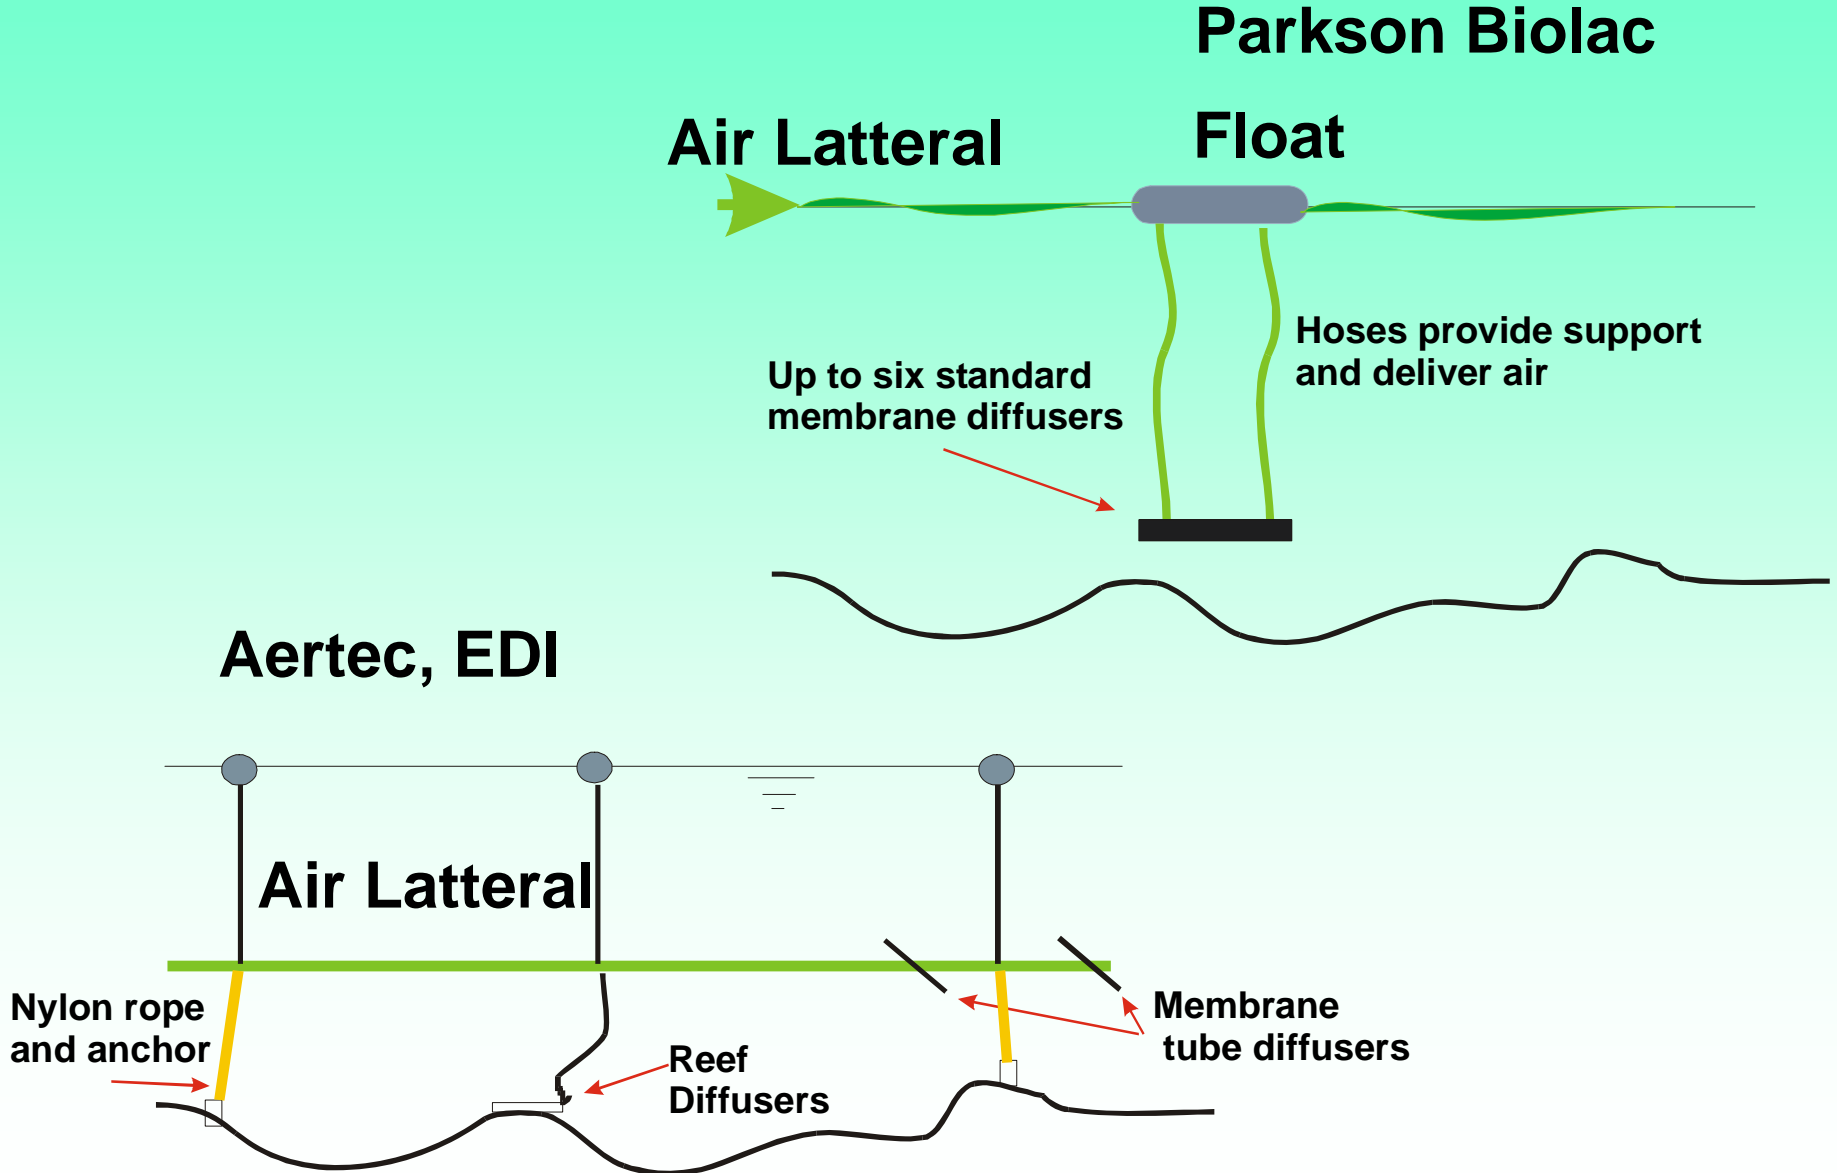 Parkson Biolac
Air Latteral
Float
Hoses provide support
and deliver air
Up to six standard
membrane diffusers
Aertec, EDI
Air Latteral
Nylon rope
and anchor
Reef
Diffusers
Membrane
tube diffusers